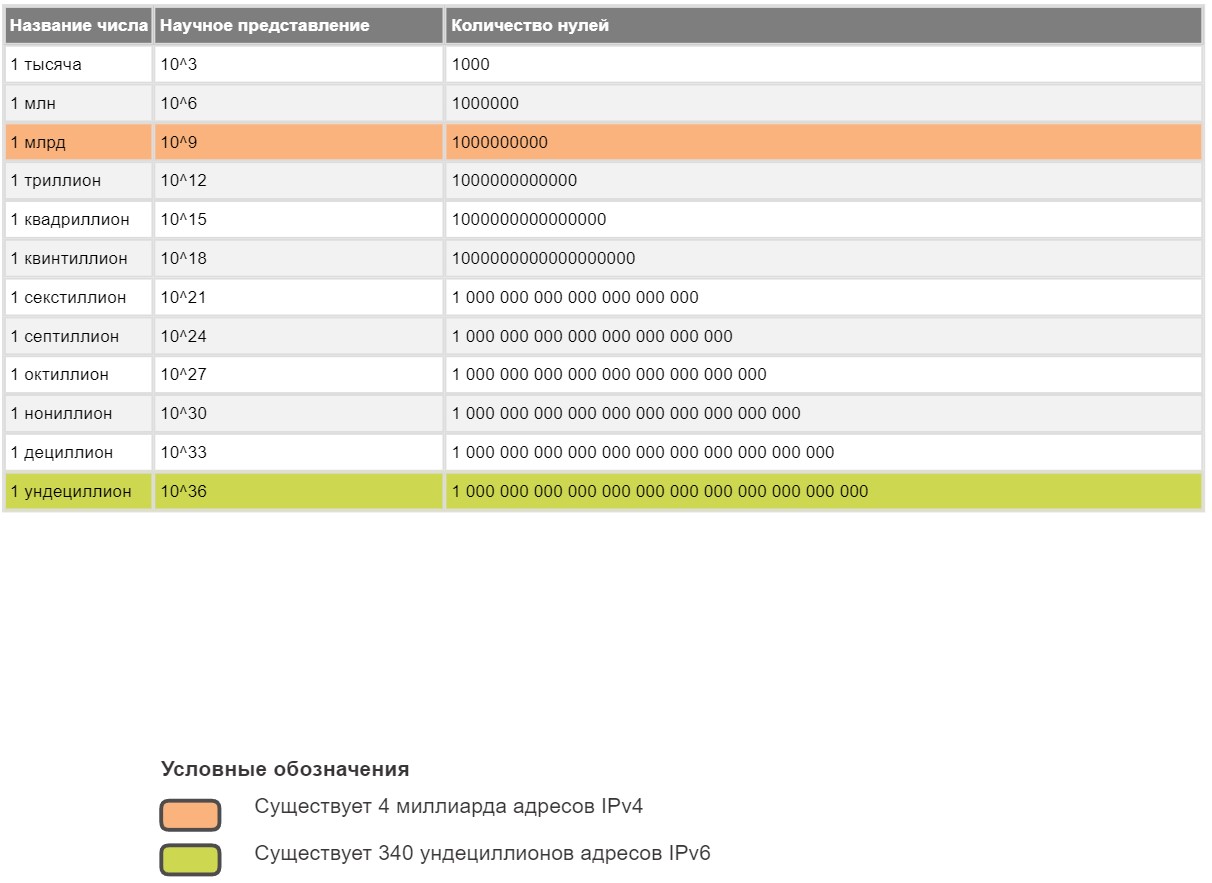 Название числа Научное представление Количество нулей
1 тысяча 10^3 1000
1 млн 10^6 1000000
1 млрд 10^9 1000000000
1 триллион 10^12 1000000000000
1 квадриллион 10^15 1000000000000000
1 квинтиллион 10^18 1000000000000000000
1 секстиллион 10^21 1 000 000 000 000 000 000 000
1 септиллион 10^24 1 000 000 000 000 000 000 000 000
1 октиллион 10^27 1 000 000 000 000 000 000 000 000 000
1 нониллион 10^30 1 000 000 000 000 000 000 000 000 000 000
1 дециллион 10^33 1 000 000 000 000 000 000 000 000 000 000 000
1 ундециллион 10^36 1 000 000 000 000 000 000 000 000 000 000 000 000
Условные обозначения
Существует 4 миллиарда адресов IPv4
Существует 340 ундециллионов адресов IPv6